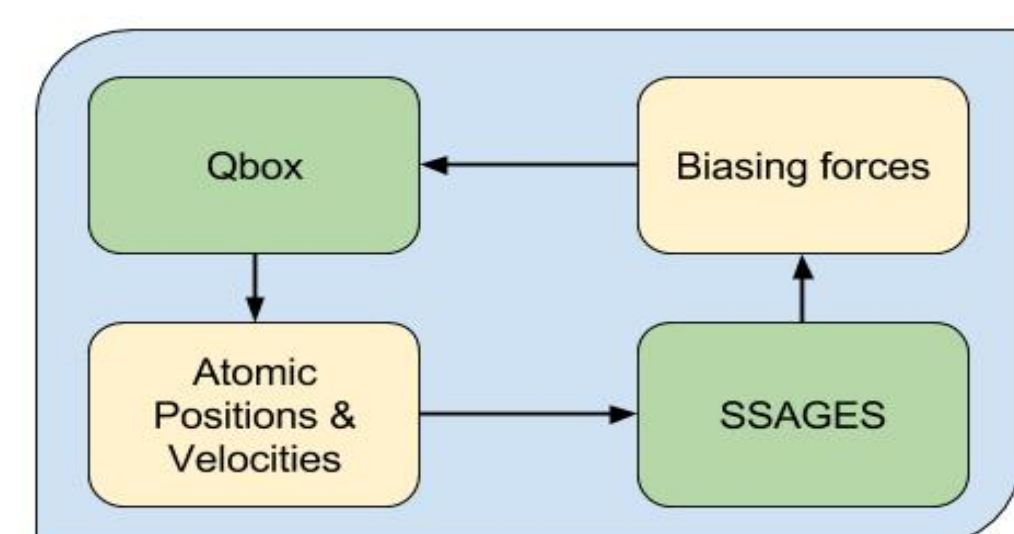 Qbox
Biasing forces
Atomic
Positions &
Velocities
SSAGES